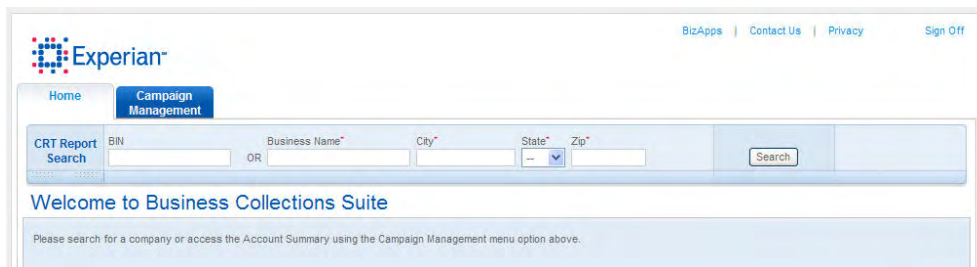 BizApps | Contact Us | Privacy Sign Off
Experian
Home
Campaign
Management
CRT Report
Search
BIN
OR
Business Name*
City*
State*
--
Zip*
Search
Welcome to Business Collections Suite
Please search for a company or access the Account Summary using the Campaign Management menu option above.